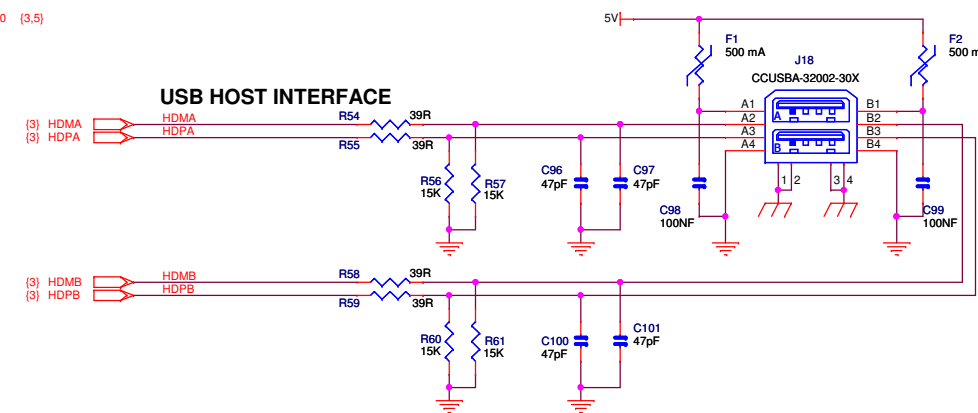 0 {3,5}
5V
F1
500 mA
F2
500 m
J18
CCUSBA-32002-30X
USB HOST INTERFACE
{3} HDMA
HDMA
R54
39R
{3} HDPA
HDPA
R55
39R
A1
A2
A3
A4
A
B
B1
B2
B3
B4
R56
15K
R57
15K
C96
47pF
C97
47pF
1
2
3
4
C98
100NF
C99
100NF
{3} HDMB
HDMB
R58
39R
{3} HDPB
HDPB
R59
39R
R60
15K
R61
15K
C100
47pF
C101
47pF